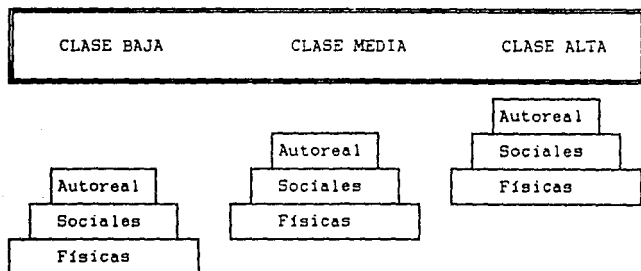 CLASE BAJA CLASE MEDIA CLASE ALTA
Autoreal
Sociales
Físicas
Autoreal
Sociales
Físicas
Autoreal
Sociales
Físicas